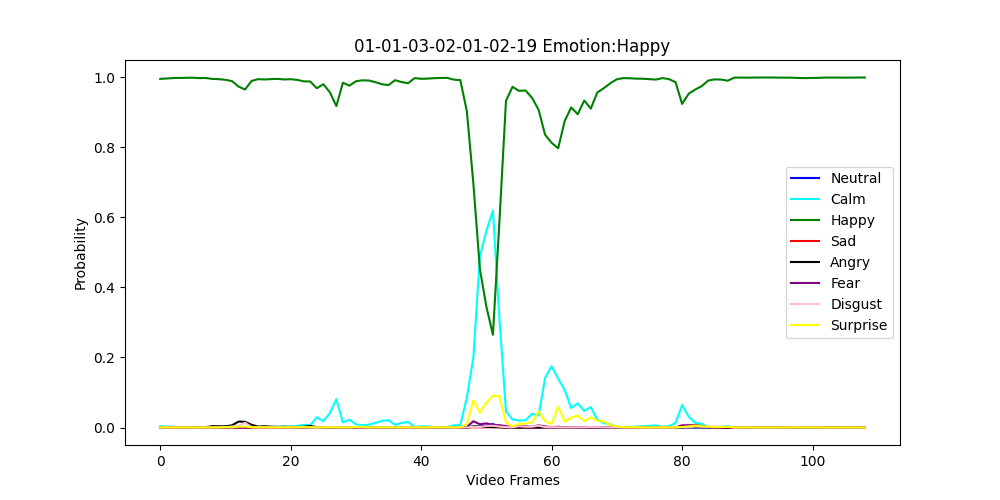 01-01-03-02-01-02-19 Emotion:Happy
1.0
0.8
0.6
0.4
0.2
0.0
Probability
0 20 40 60 80 100
Video Frames
Neutral
Calm
Happy
Sad
Angry
Fear
Disgust
Surprise